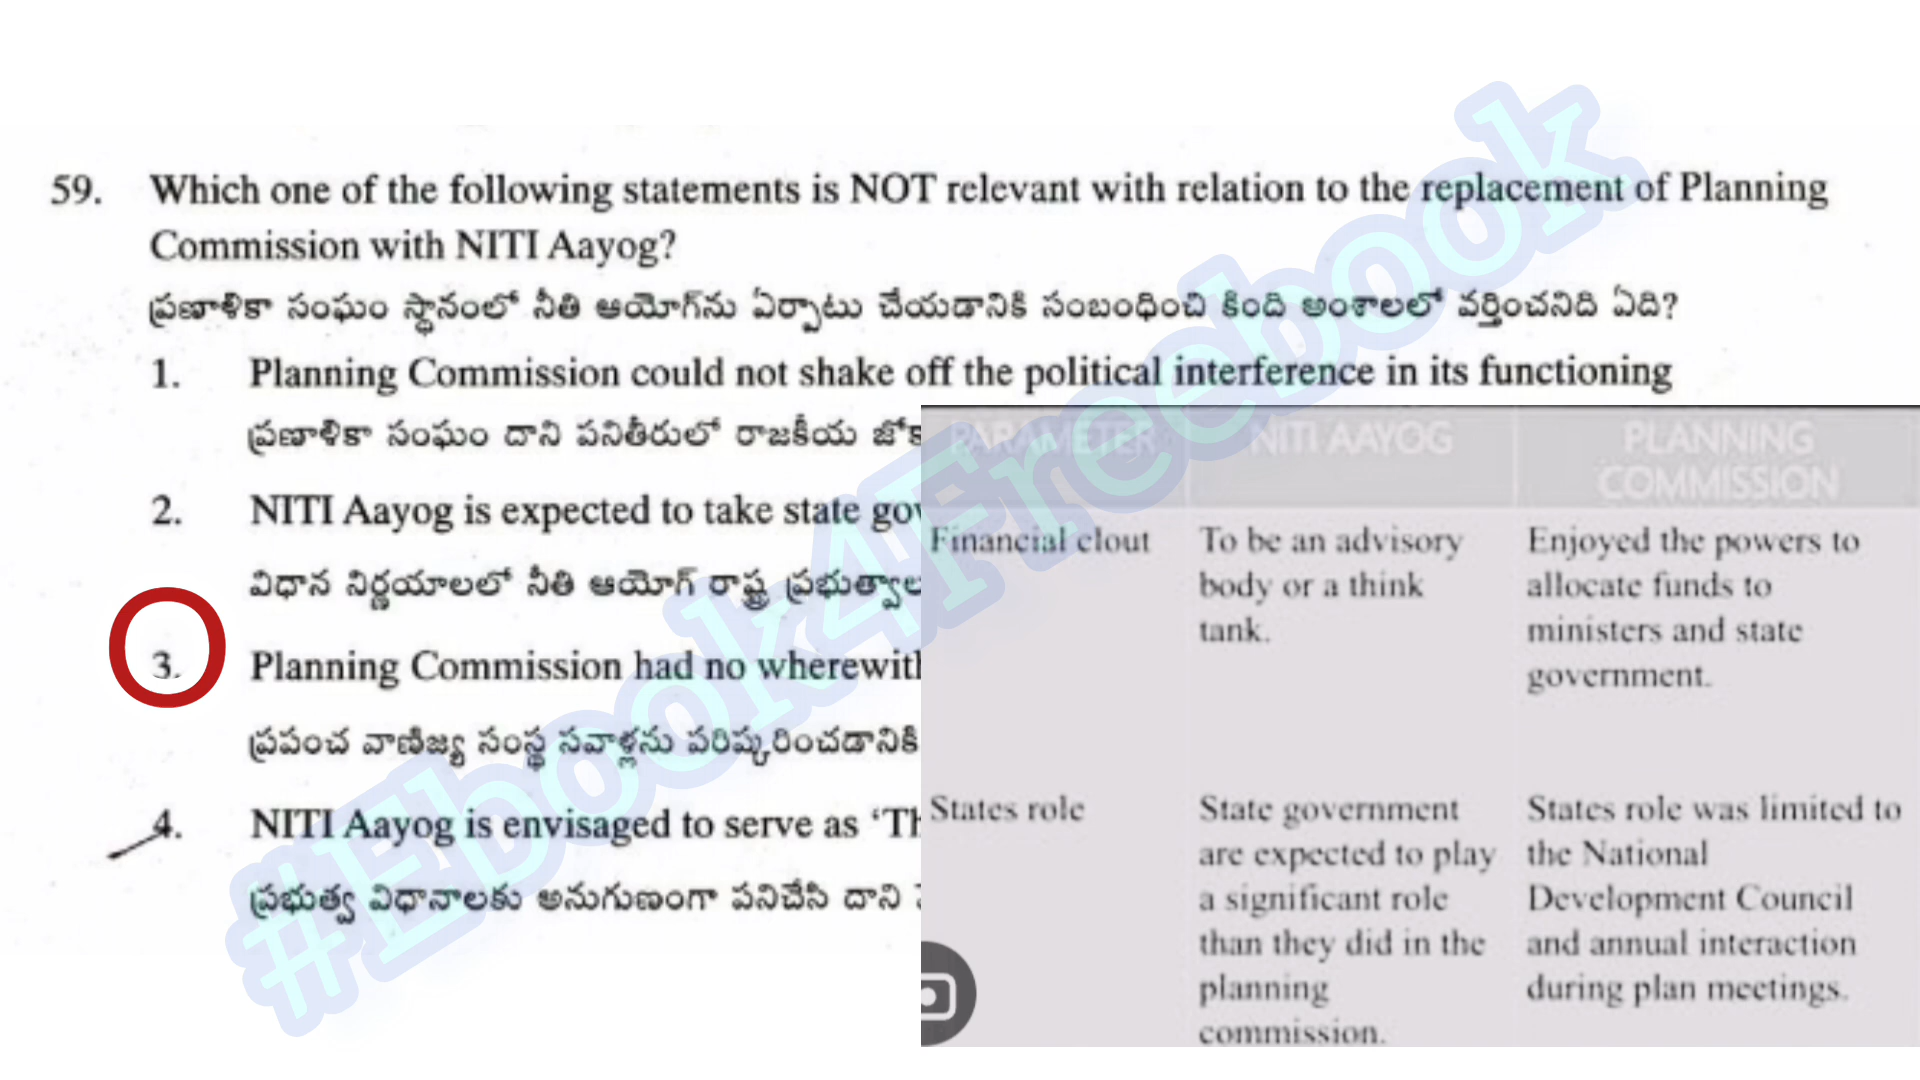 59. Which one of the following statements is NOT relevant with relation to the replacement of Planning
Commission with NITI Aayog?
ప్రణాళికా సంఘం స్థానంలో నీతి ఆయోగ్‌ను ఏర్పాటు చేయడానికి సంబంధించి కింది అంశాలలో వర్తించనిది ఏది?
1. Planning Commission could not shake off the political interference in its functioning
ప్రణాళికా సంఘం దాని పనితీరులో రాజకీయ
2. NITI Aayog is expected to take state
విధాన నిర్ణయాలలో నీతి ఆయోగ్ రాష్ట్ర
3. Planning Commission had no
ప్రపంచ వాణిజ్య సంస్థ సవాళ్లను పరిష్కరించడానికి
4. NITI Aayog is envisaged to serve as
ప్రభుత్వ విధానాలకు అనుగుణంగా పనిచేసి దాని
PARAMETER NITI AAYOG PLANNING
COMMISSION
Financial clout To be an advisory Enjoyed the powers to
body or a think allocate funds to
tank. ministers and state
government.
States role State government States role was limited to
are expected to play the National
a significant role Development Council
than they did in the and annual interaction
planning during plan meetings.
commission.
#Ebook4Freebook